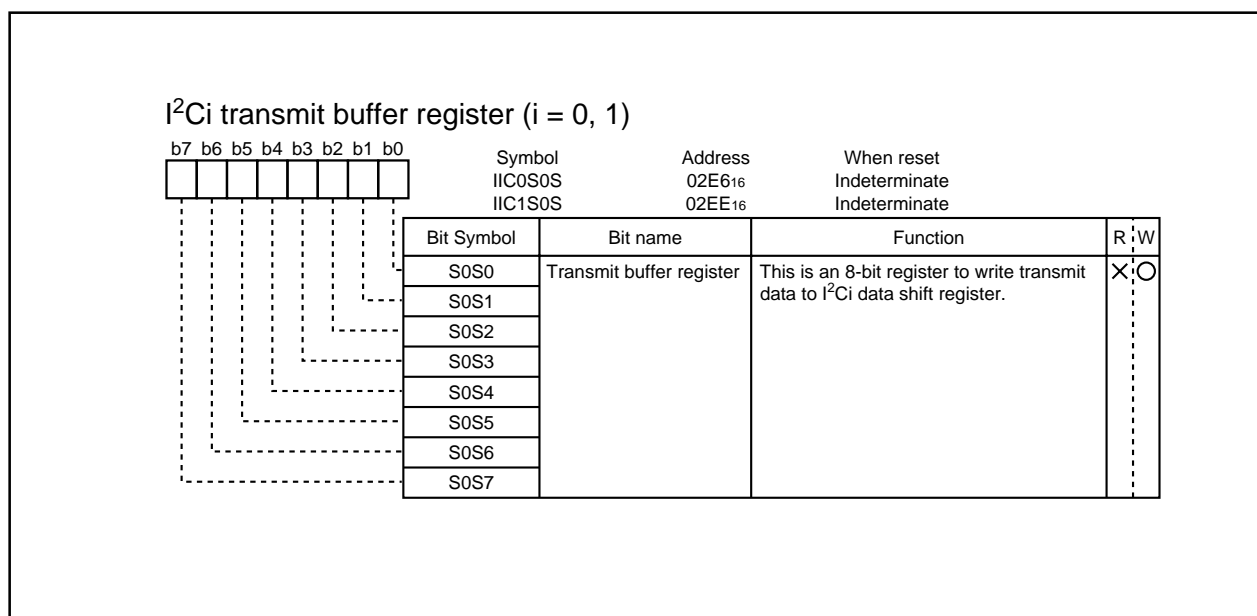 I²Ci transmit buffer register (i = 0, 1)
b7 b6 b5 b4 b3 b2 b1 b0
Symbol Address When reset
IIC0S0S 02E6₁₆ Indeterminate
IIC1S0S 02EE₁₆ Indeterminate
Bit Symbol Bit name Function R W
S0S0 Transmit buffer register This is an 8-bit register to write transmit
data to I²Ci data shift register.
S0S1
S0S2
S0S3
S0S4
S0S5
S0S6
S0S7